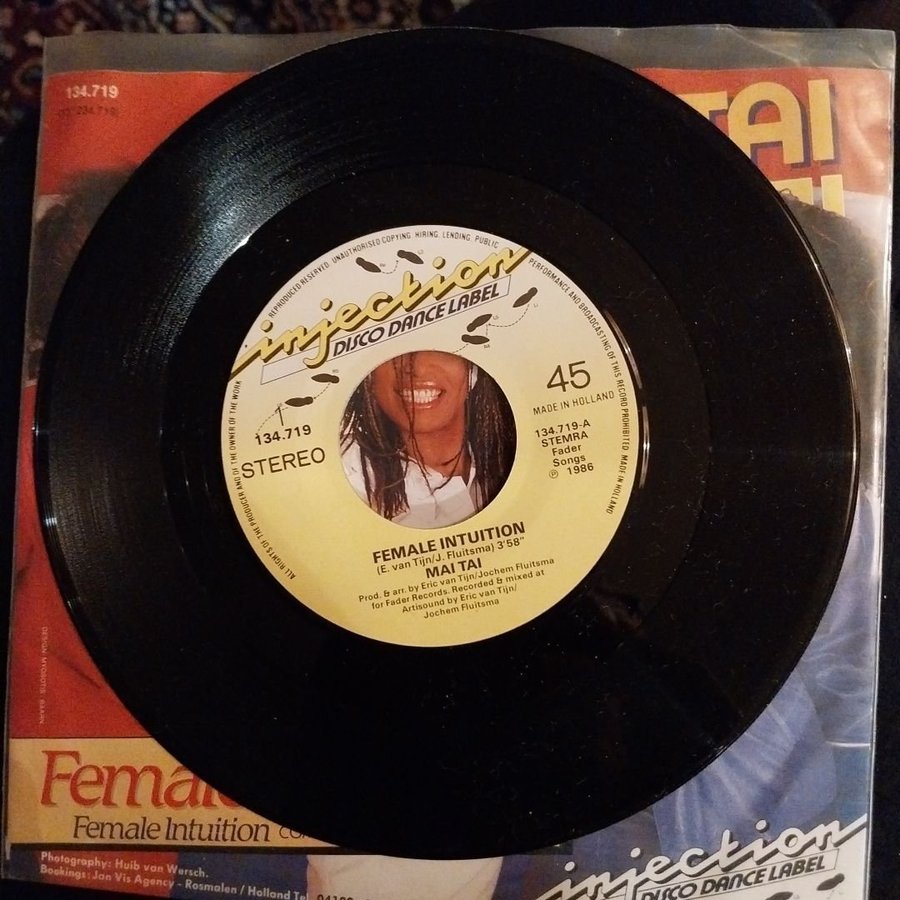 134.719
TAI
REPRODUCED RESERVED. UNAUTHORISED COPYING. HIRING. LENDING. PUBLIC
PERFORMANCE AND BROADCASTING OF THIS RECORD PROHIBITED. MADE IN HOLLAND
ALL RIGHTS OF THE PRODUCER AND OF THE OWNER OF THE WORK
injection
DISCO DANCE LABEL
45
MADE IN HOLLAND
134.719
STEREO
134.719-A
STEMRA
Fader
Songs
℗ 1986
FEMALE INTUITION
(E. van Tijn/J. Fluitsma) 3'58"
MAI TAI
Prod. & arr. by Eric van Tijn/Jochem Fluitsma
for Fader Records. Recorded & mixed at
Artisound by Eric van Tijn/
Jochem Fluitsma
Female Intuition
Photography: Huib van Wersch.
Bookings: Jan Vis Agency - Rosmalen / Holland Tel
injection
DISCO DANCE LABEL